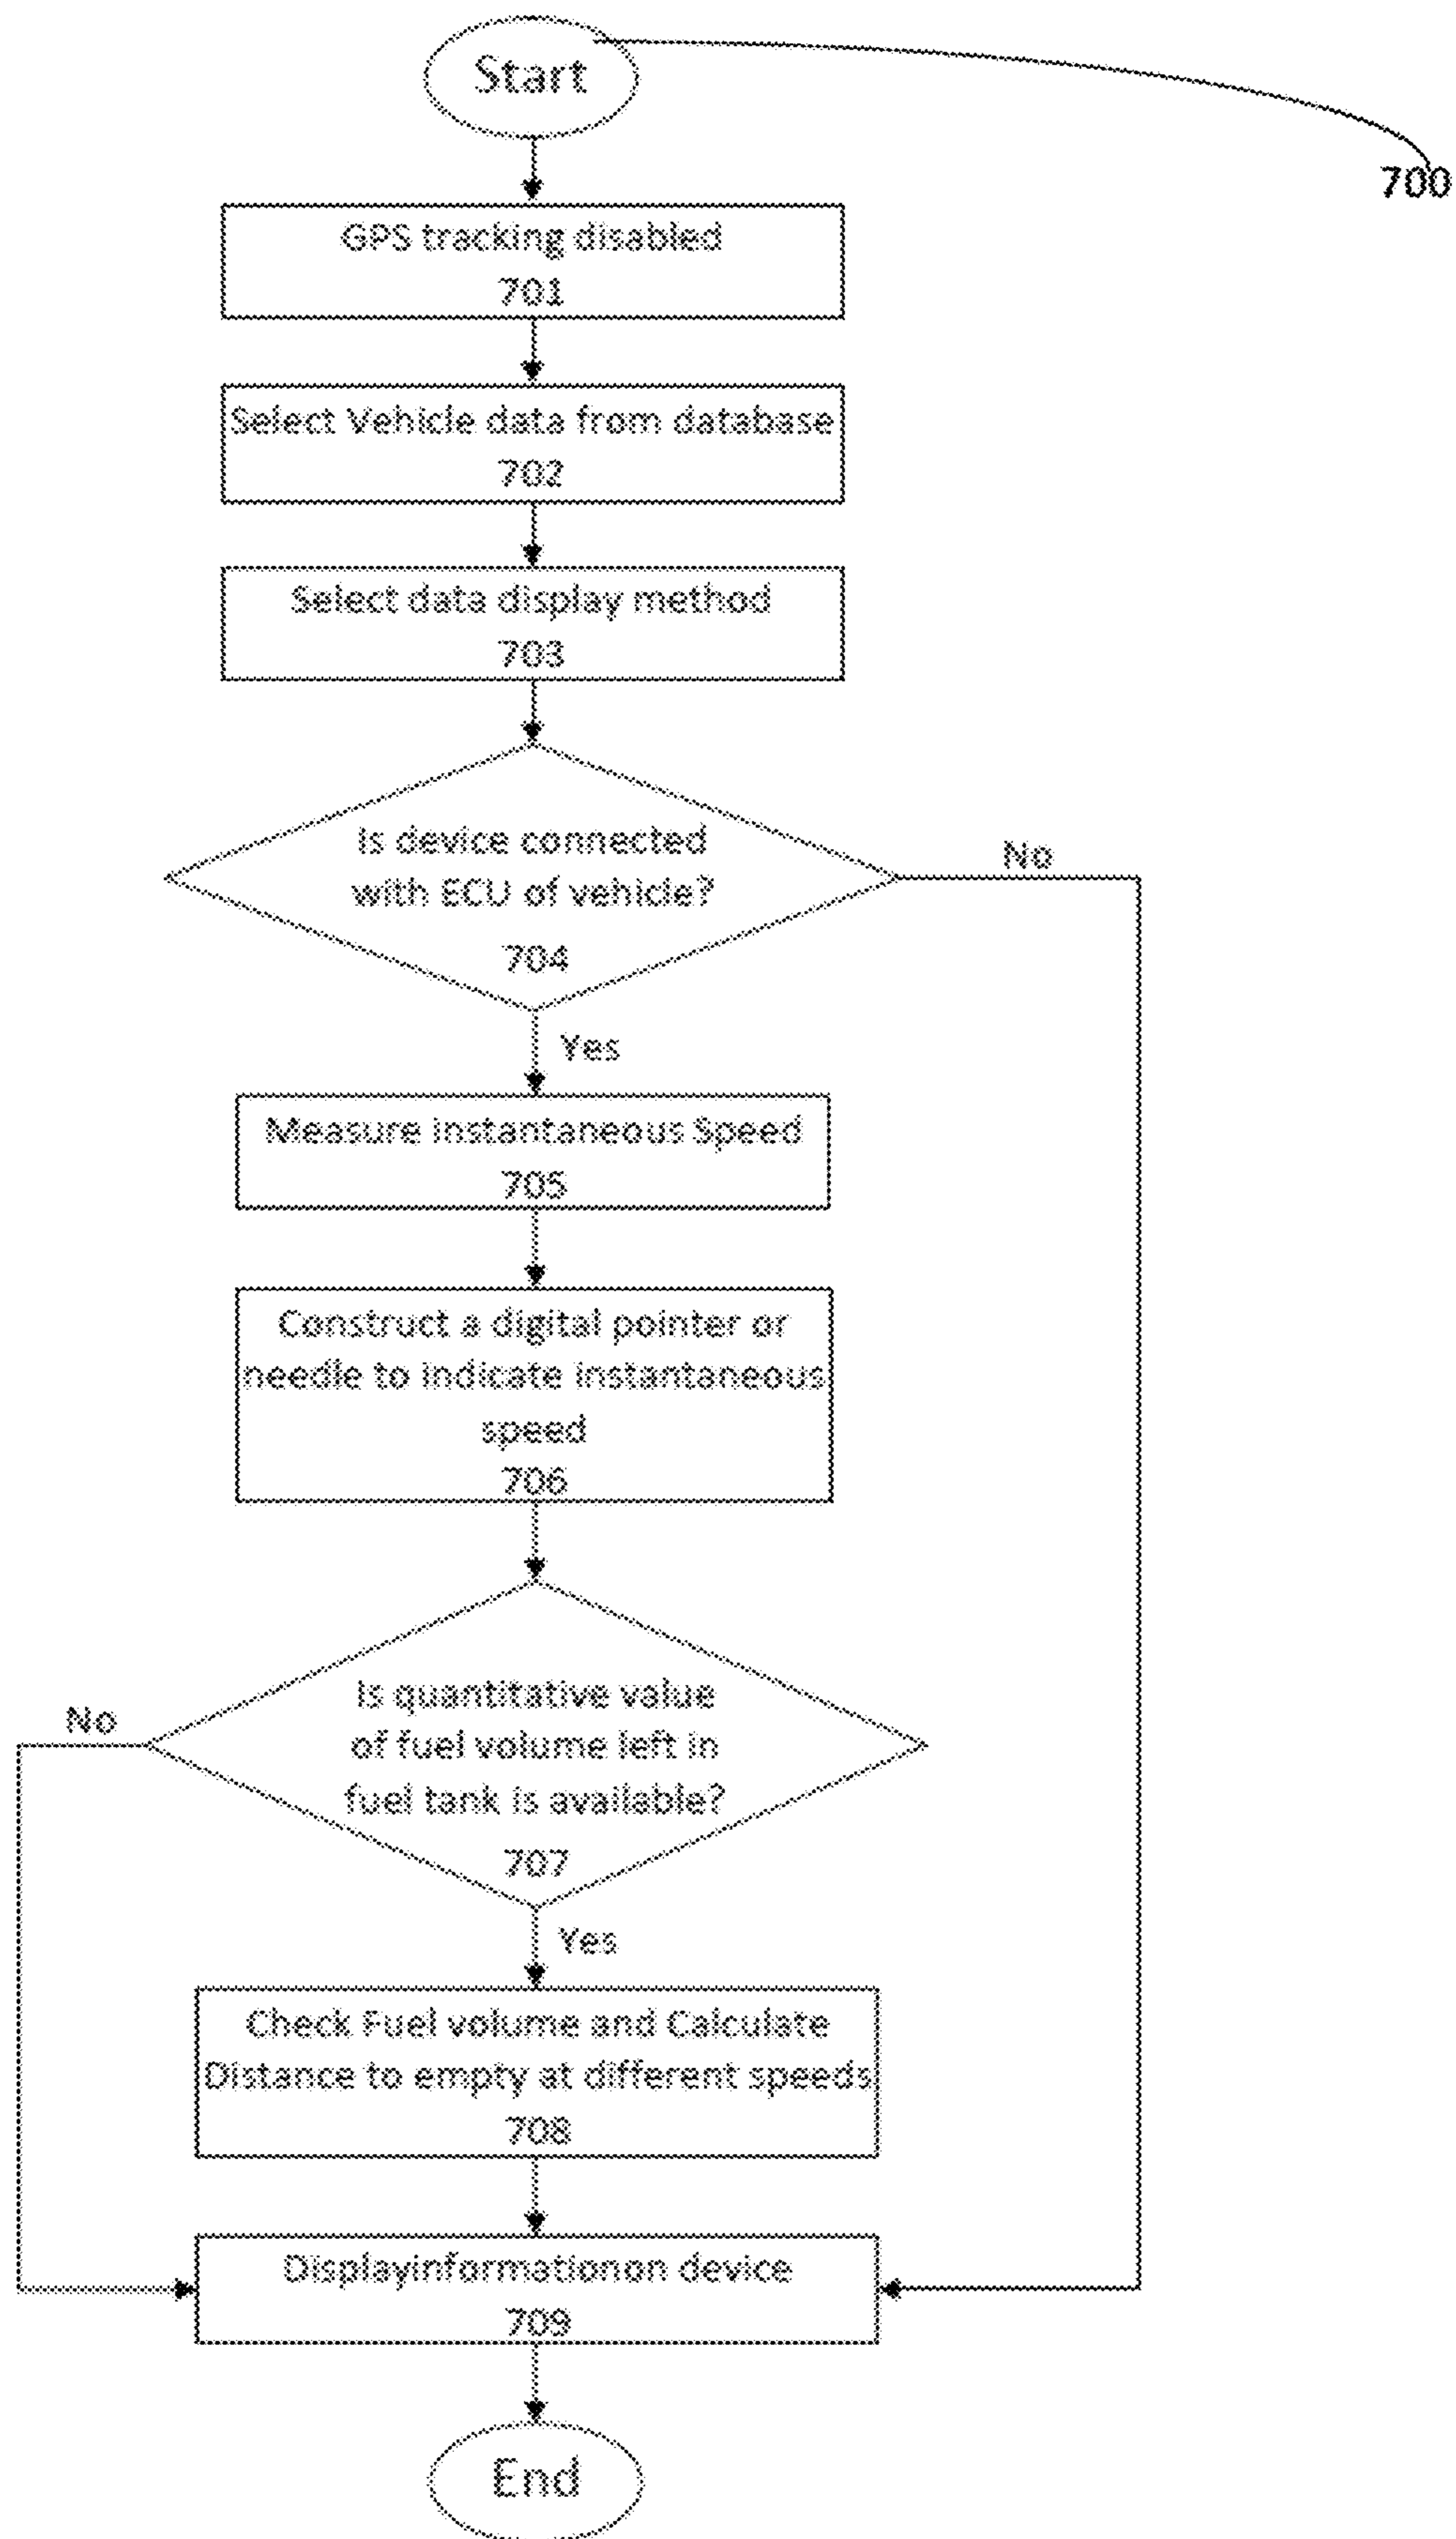 Start
700
GPS tracking disabled
701
Select Vehicle data from database
702
Select data display method
703
Is device connected
with ECU of vehicle?
704
No
Yes
Measure instantaneous Speed
705
Construct a digital pointer or
needle to indicate instantaneous
speed
706
Is quantitative value
of fuel volume left in
fuel tank is available?
707
No
Yes
Check Fuel volume and Calculate
Distance to empty at different speeds
708
Displayinformationon device
709
End